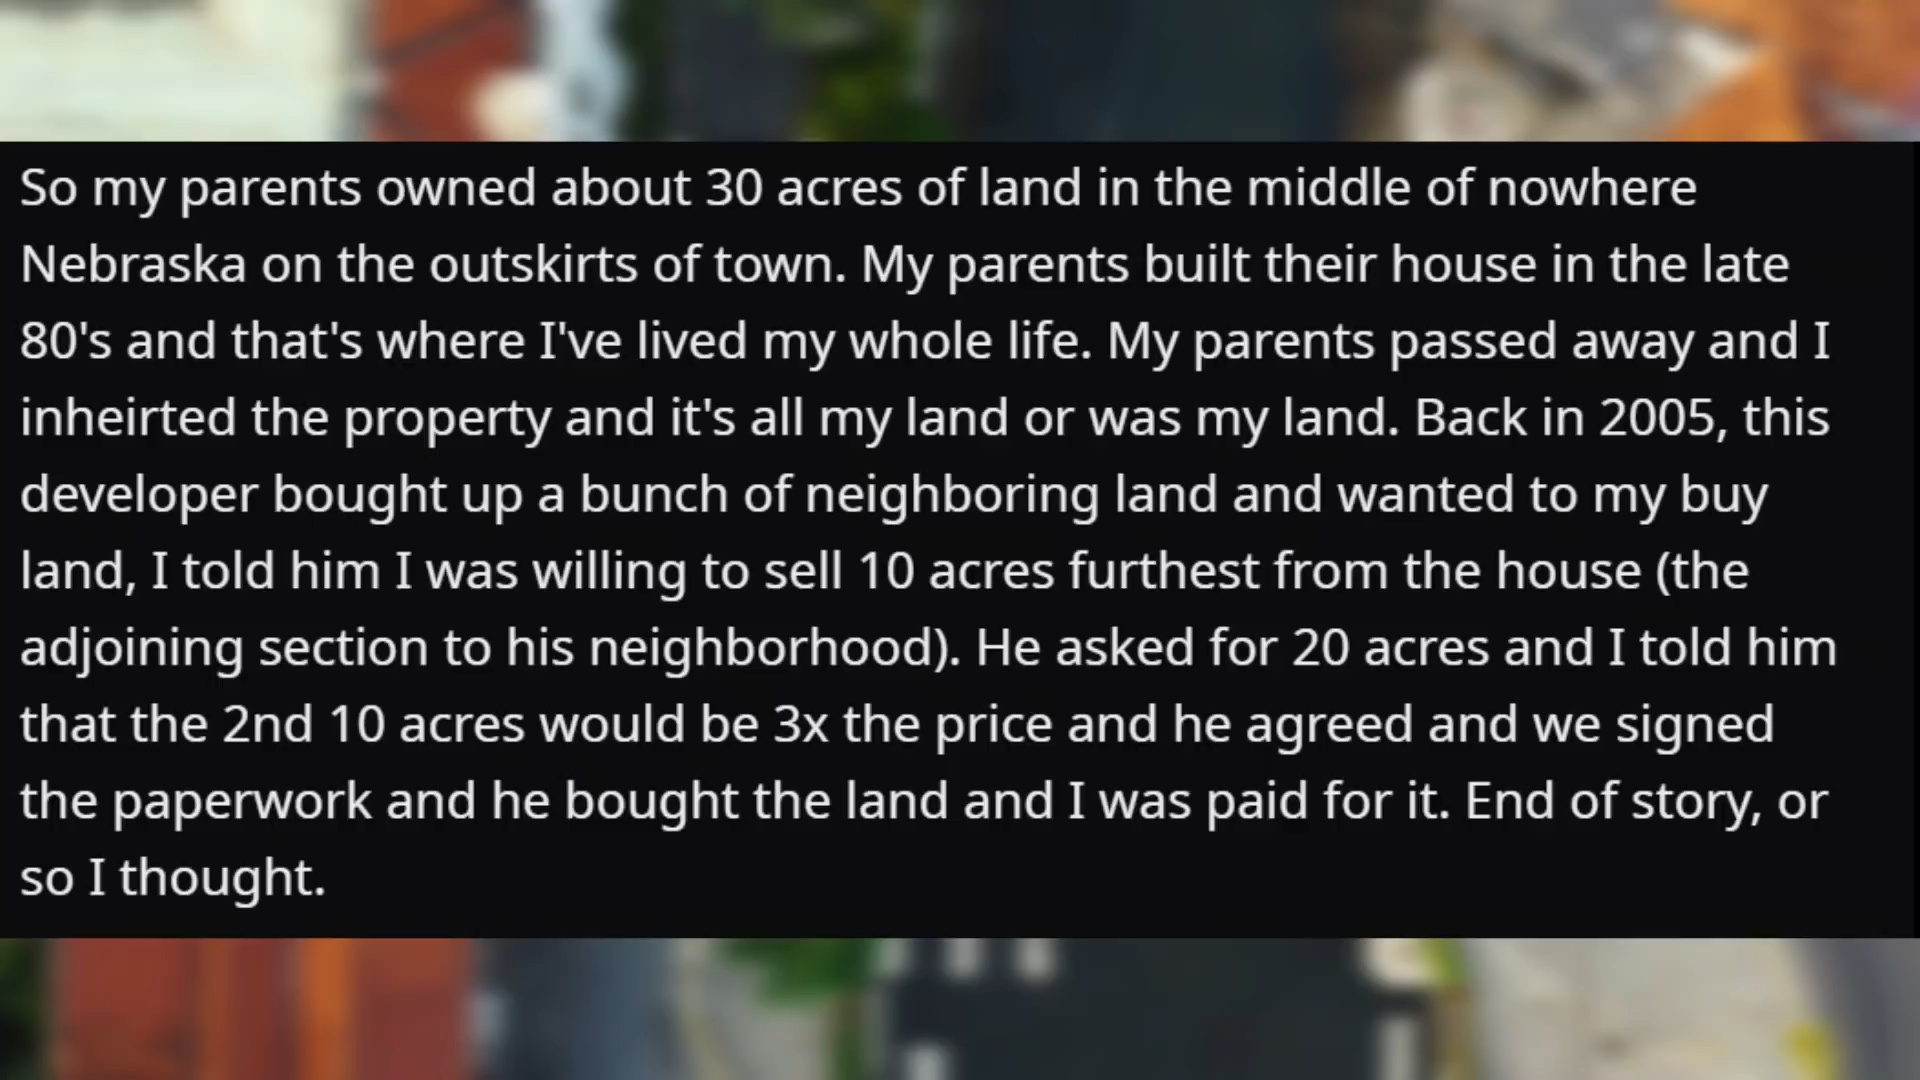 So my parents owned about 30 acres of land in the middle of nowhere
Nebraska on the outskirts of town. My parents built their house in the late
80's and that's where I've lived my whole life. My parents passed away and I
inheirted the property and it's all my land or was my land. Back in 2005, this
developer bought up a bunch of neighboring land and wanted to my buy
land, I told him I was willing to sell 10 acres furthest from the house (the
adjoining section to his neighborhood). He asked for 20 acres and I told him
that the 2nd 10 acres would be 3x the price and he agreed and we signed
the paperwork and he bought the land and I was paid for it. End of story, or
so I thought.